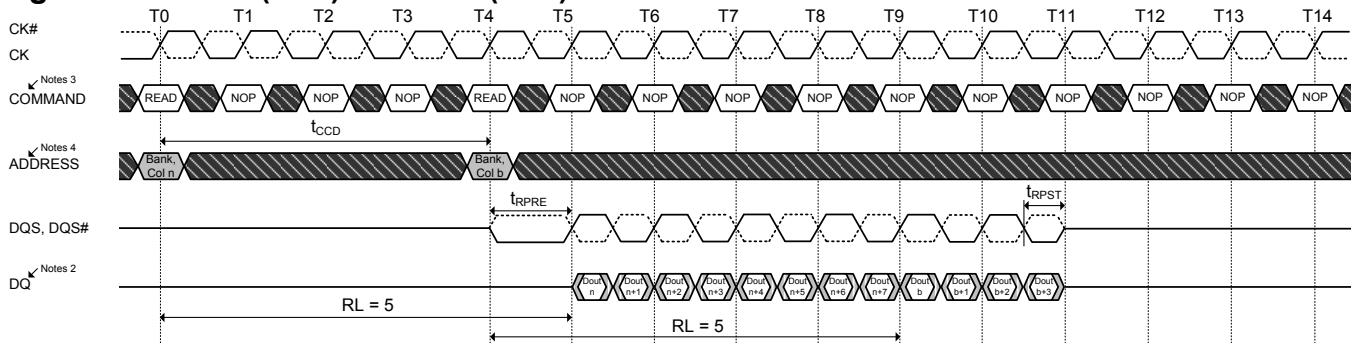 T0 T1 T2 T3 T4 T5 T6 T7 T8 T9 T10 T11 T12 T13 T14
CK#
CK
Notes 3
COMMAND READ NOP NOP NOP READ NOP NOP NOP NOP NOP NOP NOP NOP NOP NOP
tCCD
Notes 4
ADDRESS Bank, Col n Bank, Col b
tRPRE tRPST
DQS, DQS#
Notes 2
DQ Dout n Dout n+1 Dout n+2 Dout n+3 Dout n+4 Dout n+5 Dout n+6 Dout n+7 Dout b Dout b+1 Dout b+2 Dout b+3
RL = 5
RL = 5